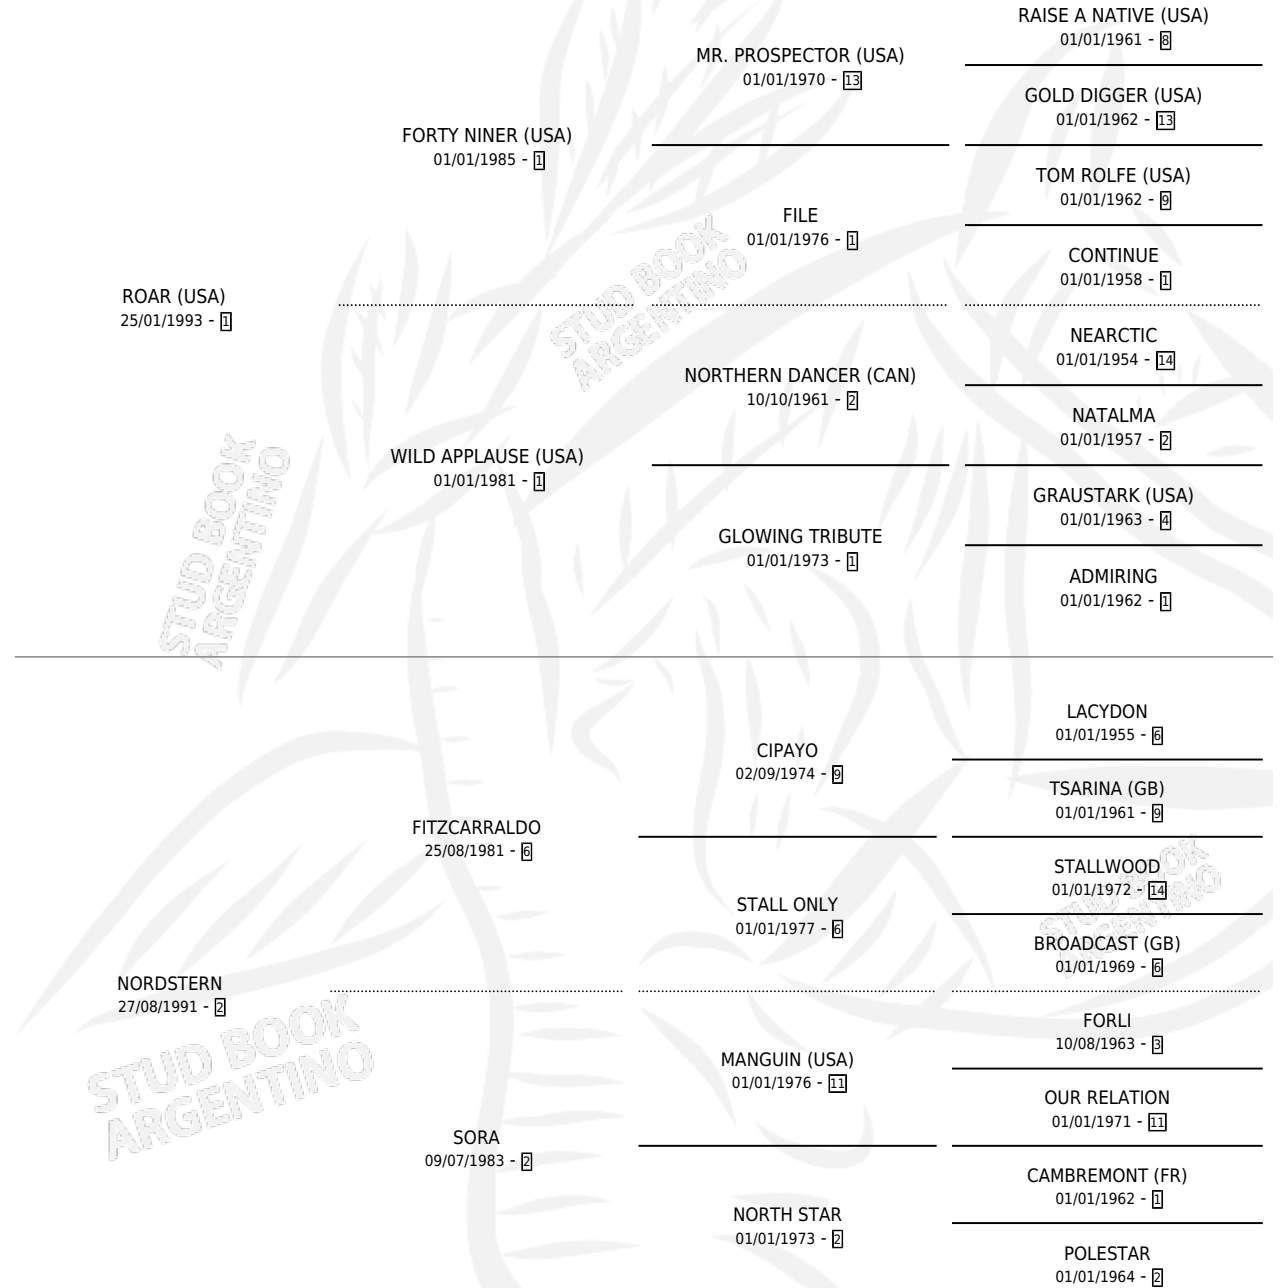 RAISE A NATIVE (USA)
01/01/1961 - 8
MR. PROSPECTOR (USA)
01/01/1970 - 13
GOLD DIGGER (USA)
01/01/1962 - 13
FORTY NINER (USA)
01/01/1985 - 1
TOM ROLFE (USA)
01/01/1962 - 9
FILE
01/01/1976 - 1
CONTINUE
01/01/1958 - 1
ROAR (USA)
25/01/1993 - 1
NEARCTIC
01/01/1954 - 14
NORTHERN DANCER (CAN)
10/10/1961 - 2
NATALMA
01/01/1957 - 2
WILD APPLAUSE (USA)
01/01/1981 - 1
GRAUSTARK (USA)
01/01/1963 - 4
GLOWING TRIBUTE
01/01/1973 - 1
ADMIRING
01/01/1962 - 1
LACYDON
01/01/1955 - 6
CIPAYO
02/09/1974 - 9
TSARINA (GB)
01/01/1961 - 9
FITZCARRALDO
25/08/1981 - 6
STALLWOOD
01/01/1972 - 14
STALL ONLY
01/01/1977 - 6
BROADCAST (GB)
01/01/1969 - 6
NORDSTERN
27/08/1991 - 2
FORLI
10/08/1963 - 3
MANGUIN (USA)
01/01/1976 - 11
OUR RELATION
01/01/1971 - 11
SORA
09/07/1983 - 2
CAMBREMONT (FR)
01/01/1962 - 1
NORTH STAR
01/01/1973 - 2
POLESTAR
01/01/1964 - 2
STUD BOOK
ARGENTINO
STUD BOOK
ARGENTINO
STUD BOOK
ARGENTINO
STUD BOOK
ARGENTINO